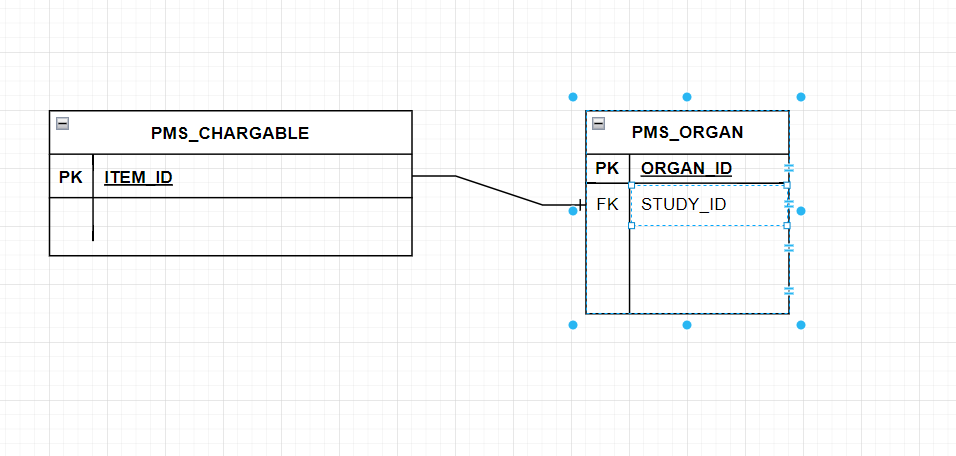 PMS_CHARGABLE
PK ITEM_ID
PMS_ORGAN
PK ORGAN_ID
FK STUDY_ID